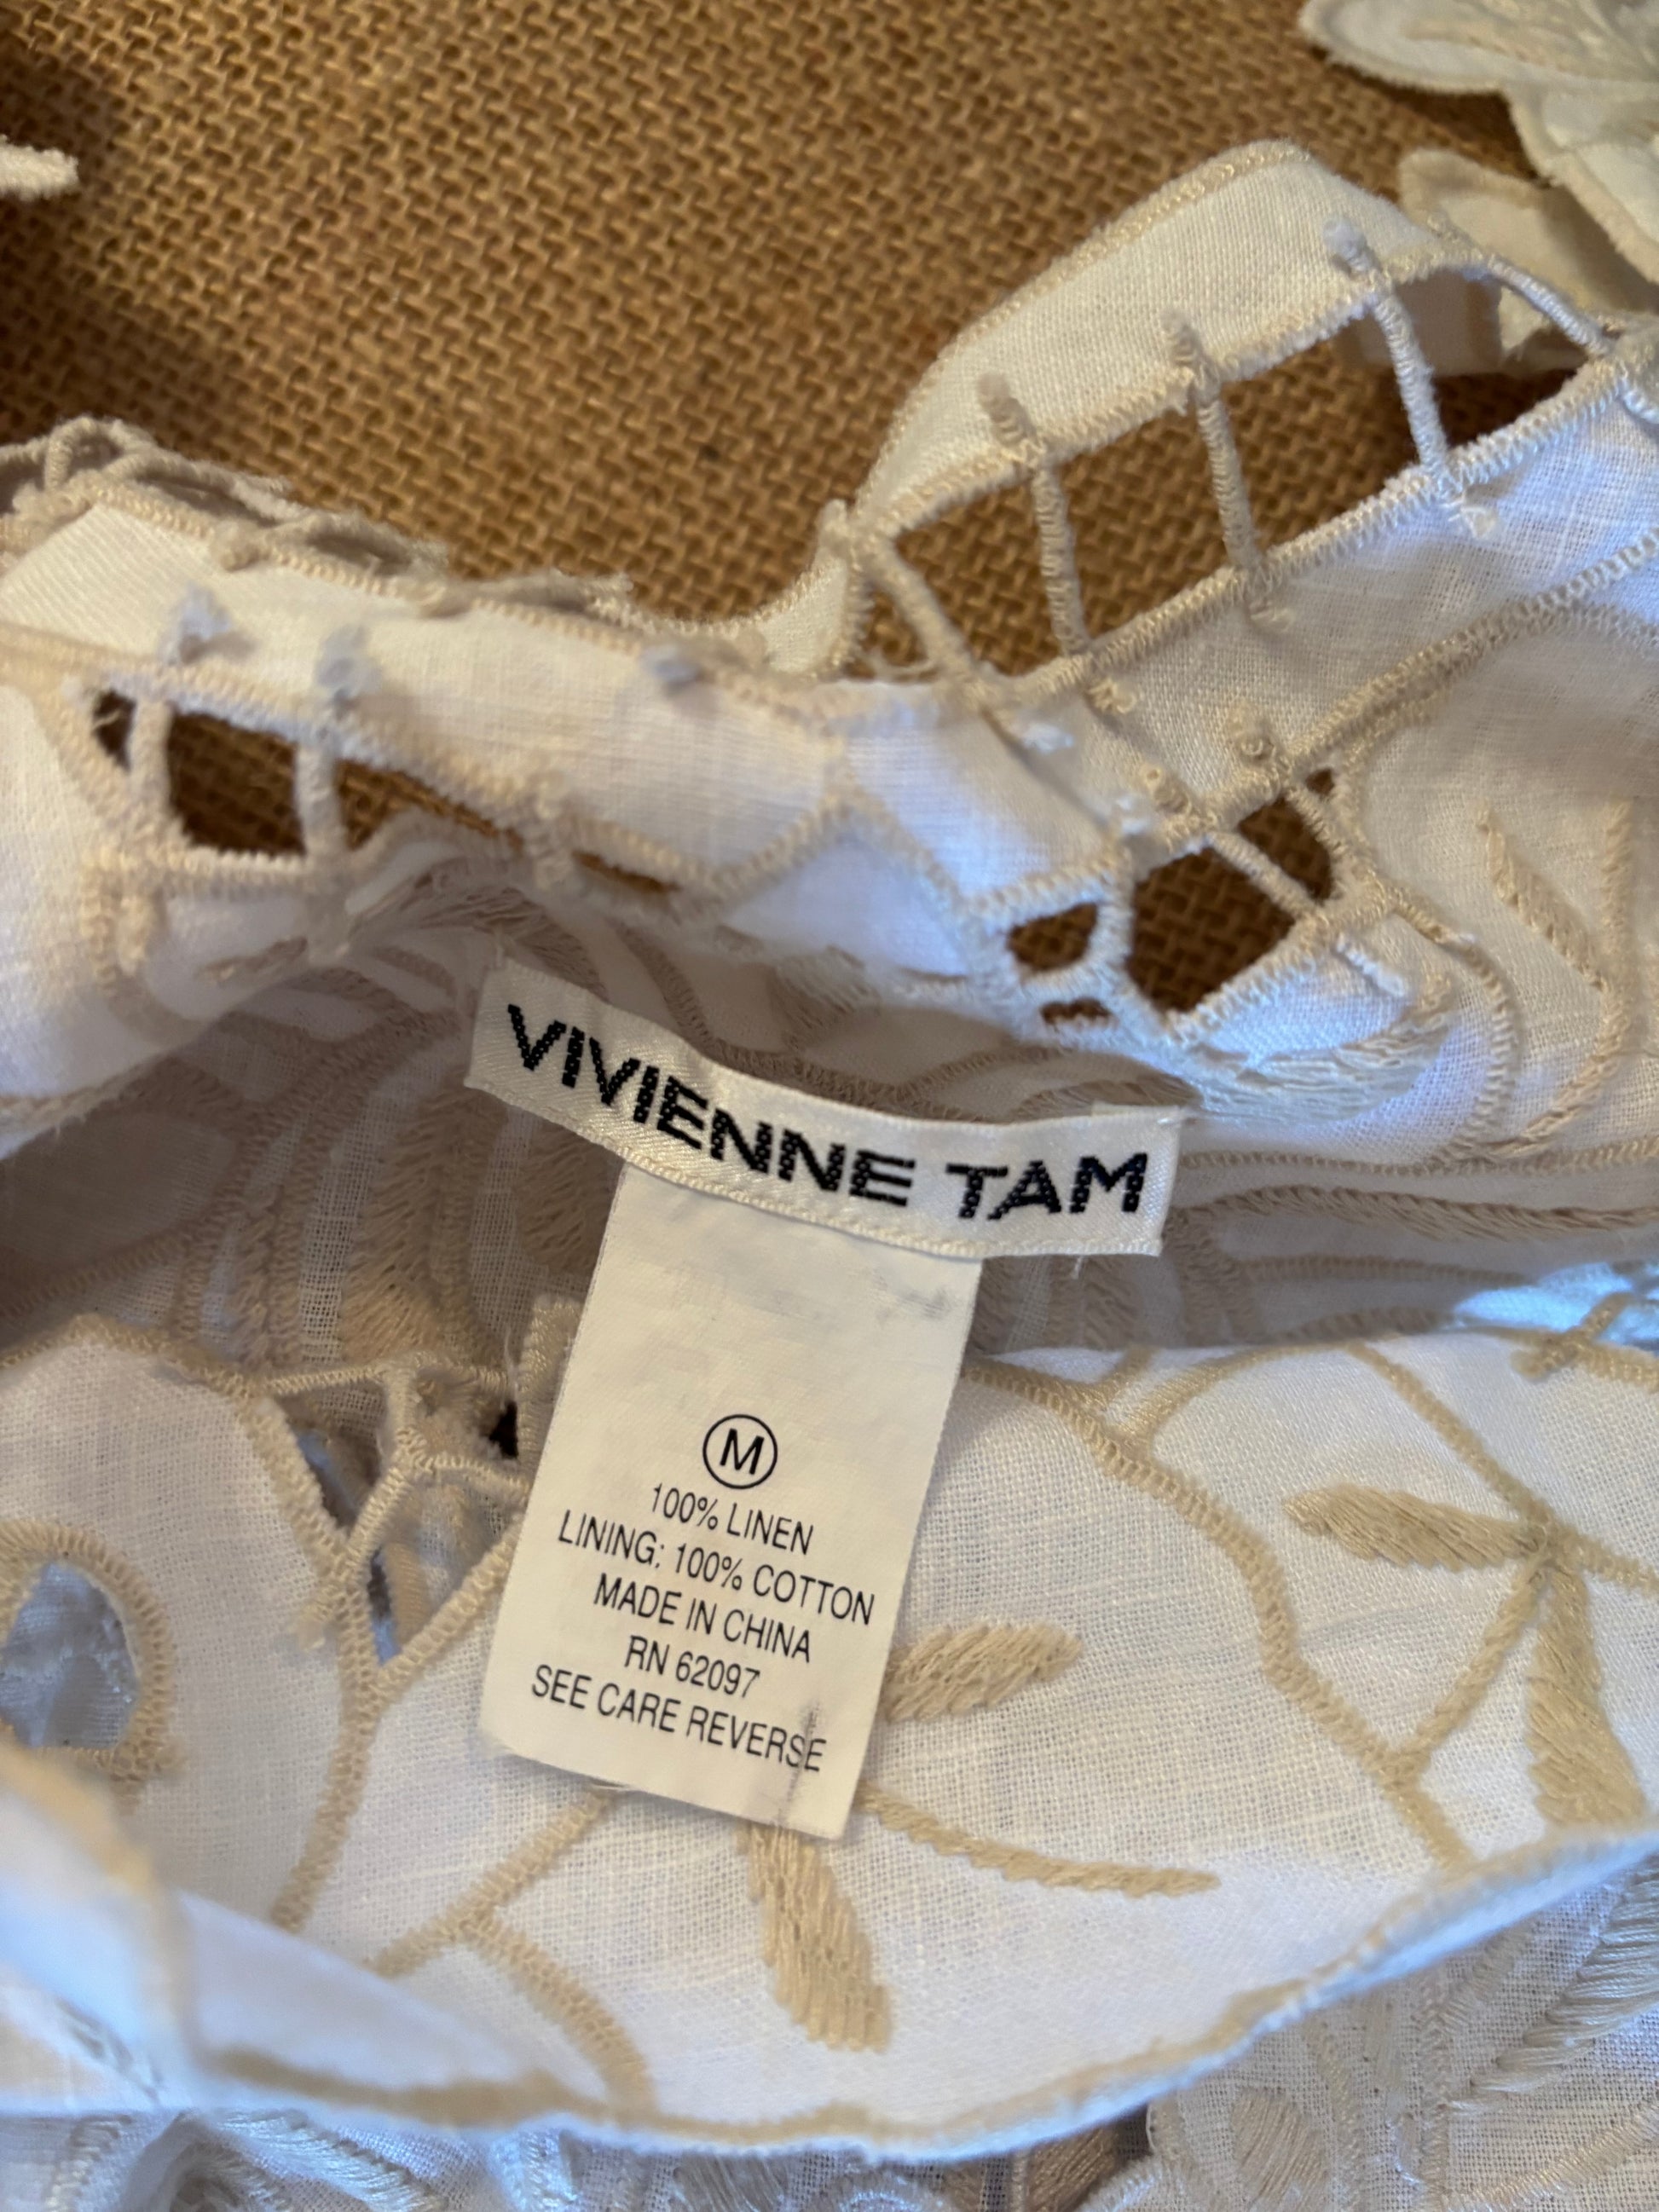 VIVIENNE TAM
M
100% LINEN
LINING: 100% COTTON
MADE IN CHINA
RN 62097
SEE CARE REVERSE